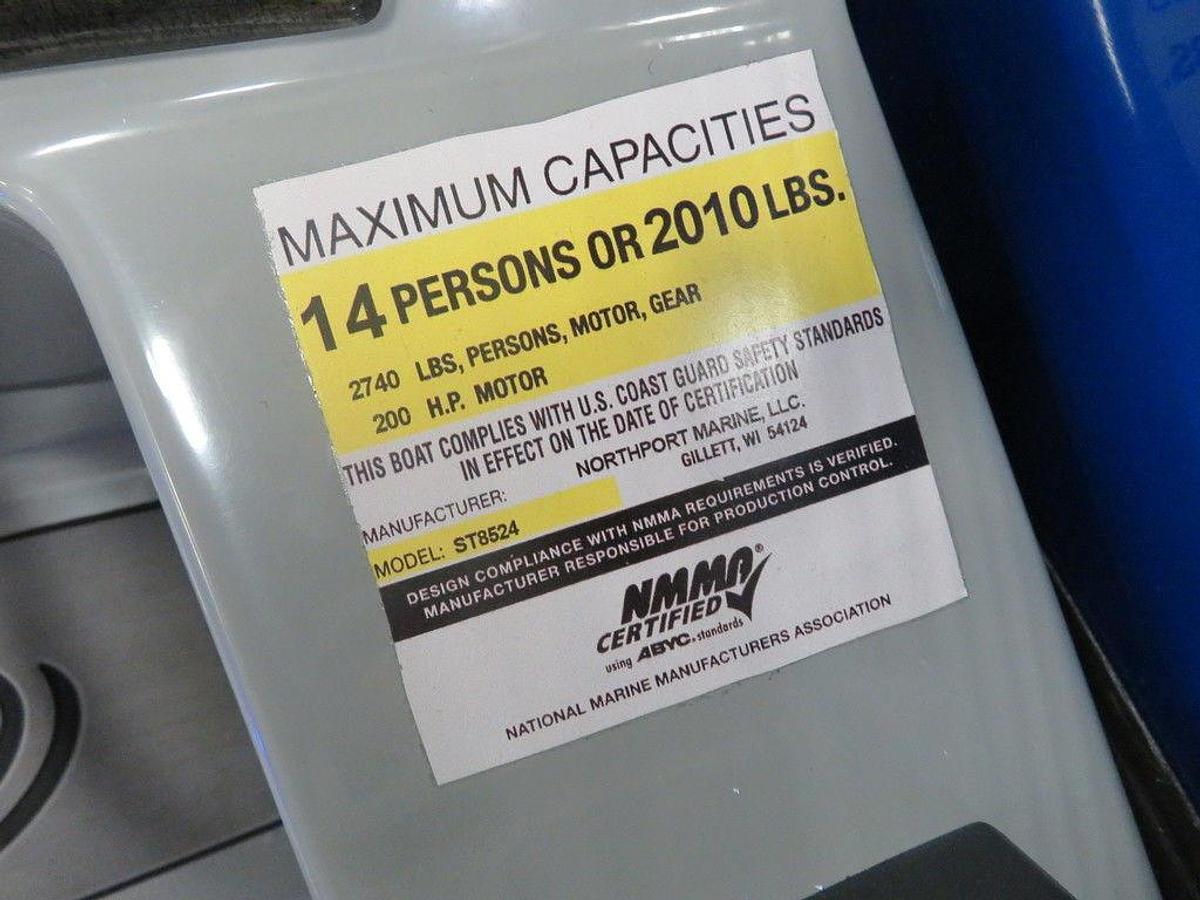 MAXIMUM CAPACITIES
14 PERSONS OR 2010 LBS.
2740 LBS, PERSONS, MOTOR, GEAR
200 H.P. MOTOR
THIS BOAT COMPLIES WITH U.S. COAST GUARD SAFETY STANDARDS
IN EFFECT ON THE DATE OF CERTIFICATION
NORTHPORT MARINE, LLC.
GILLETT, WI 54124
MANUFACTURER:
MODEL: ST8524
DESIGN COMPLIANCE WITH NMMA REQUIREMENTS IS VERIFIED.
MANUFACTURER RESPONSIBLE FOR PRODUCTION CONTROL.
NMMA®
CERTIFIED
using ABYC. standards
NATIONAL MARINE MANUFACTURERS ASSOCIATION